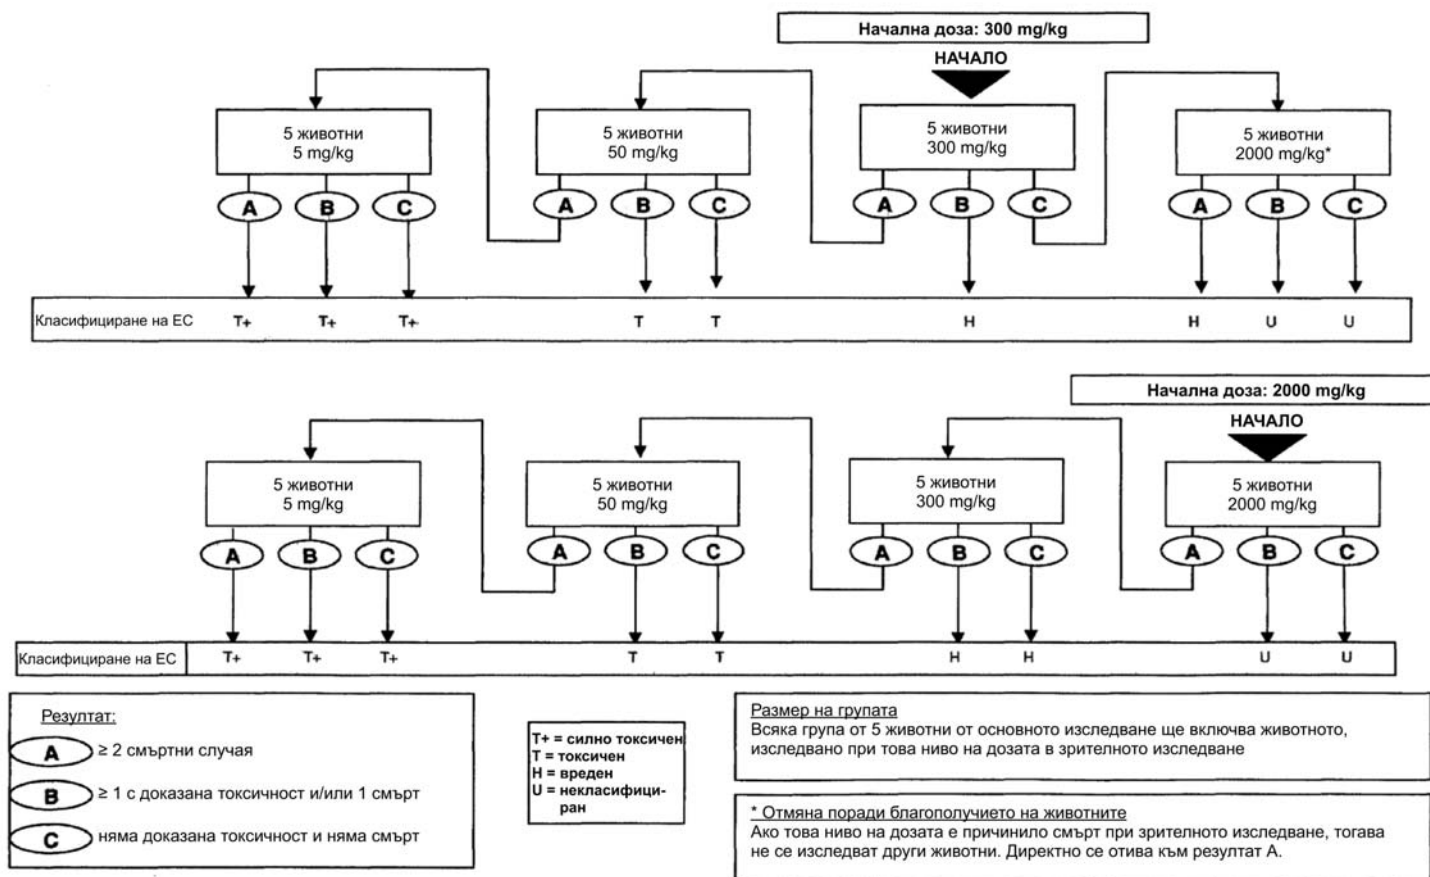 Начална доза: 300 mg/kg
НАЧАЛО
5 животни
5 mg/kg
5 животни
50 mg/kg
5 животни
300 mg/kg
5 животни
2000 mg/kg*
A B C A B C A B C A B C
Класифициране на ЕС T+ T+ T+ T T H H U U
Начална доза: 2000 mg/kg
НАЧАЛО
5 животни
5 mg/kg
5 животни
50 mg/kg
5 животни
300 mg/kg
5 животни
2000 mg/kg
A B C A B C A B C A B C
Класифициране на ЕС T+ T+ T+ T T H H U U
Резултат:
A ≥ 2 смъртни случая
B ≥ 1 с доказана токсичност и/или 1 смърт
C няма доказана токсичност и няма смърт
T+ = силно токсичен
T = токсичен
H = вреден
U = некласифици-
ран
Размер на групата
Всяка група от 5 животни от основното изследване ще включва животното,
изследвано при това ниво на дозата в зрителното изследване
* Отмяна поради благополучието на животните
Ако това ниво на дозата е причинило смърт при зрителното изследване, тогава
не се изследват други животни. Директно се отива към резултат А.